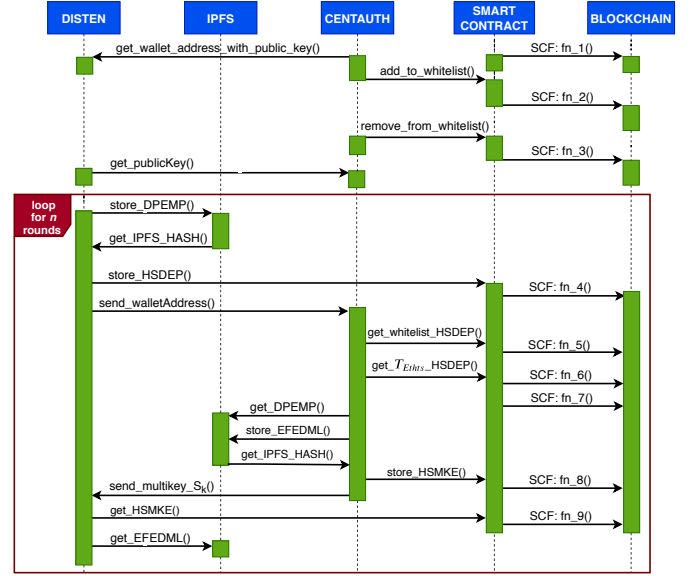 DISTEN
IPFS
CENTAUTH
SMART
CONTRACT
BLOCKCHAIN
get_wallet_address_with_public_key()
SCF: fn_1()
add_to_whitelist()
SCF: fn_2()
remove_from_whitelist()
SCF: fn_3()
get_publicKey()
loop
for n
rounds
store_DPEMP()
get_IPFS_HASH()
store_HSDEP()
SCF: fn_4()
send_walletAddress()
get_whitelist_HSDEP()
SCF: fn_5()
get_T_Ethts_HSDEP()
SCF: fn_6()
SCF: fn_7()
get_DPEMP()
store_EFEDML()
get_IPFS_HASH()
store_HSMKE()
SCF: fn_8()
send_multikey_Sk()
get_HSMKE()
SCF: fn_9()
get_EFEDML()